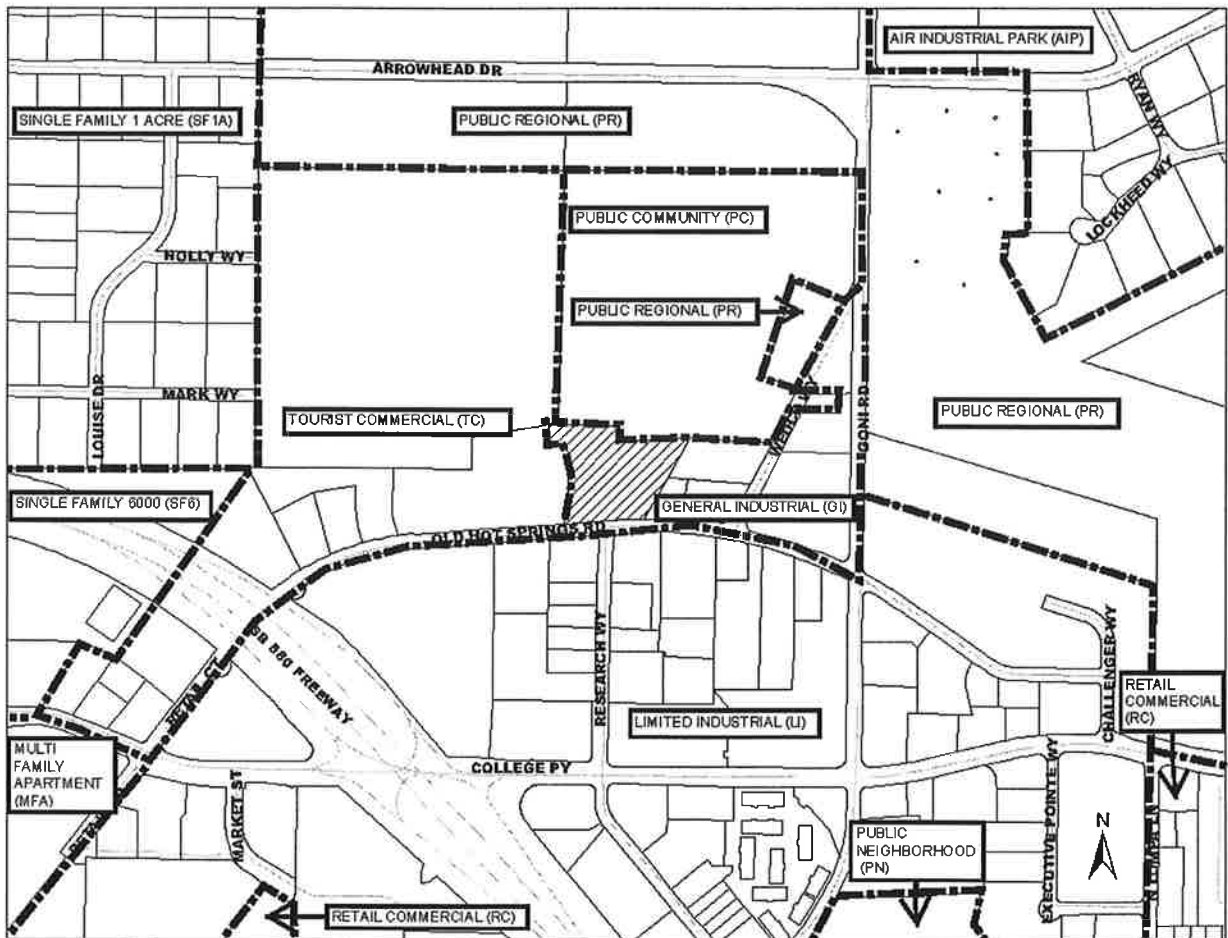 AIR INDUSTRIAL PARK (AIP)
ARROWHEAD DR
RYAN WY
SINGLE FAMILY 1 ACRE (SF1A)
PUBLIC REGIONAL (PR)
LOCKHEED WY
PUBLIC COMMUNITY (PC)
HOLLY WY
PUBLIC REGIONAL (PR)
LOUISE DR
MARK WY
TOURIST COMMERCIAL (TC)
GONI RD
PUBLIC REGIONAL (PR)
SINGLE FAMILY 6000 (SF6)
GENERAL INDUSTRIAL (GI)
OLD HOT SPRINGS RD
FREEWAY
RESEARCH WY
CHALLENGER WY
RETAIL
COMMERCIAL
(RC)
RETAIL CT
LIMITED INDUSTRIAL (LI)
MULTI
FAMILY
APARTMENT
(MFA)
COLLEGE PY
MARKET ST
EXECUTIVE POINTE WY
N LOMPA LN
N
PUBLIC
NEIGHBORHOOD
(PN)
RETAIL COMMERCIAL (RC)